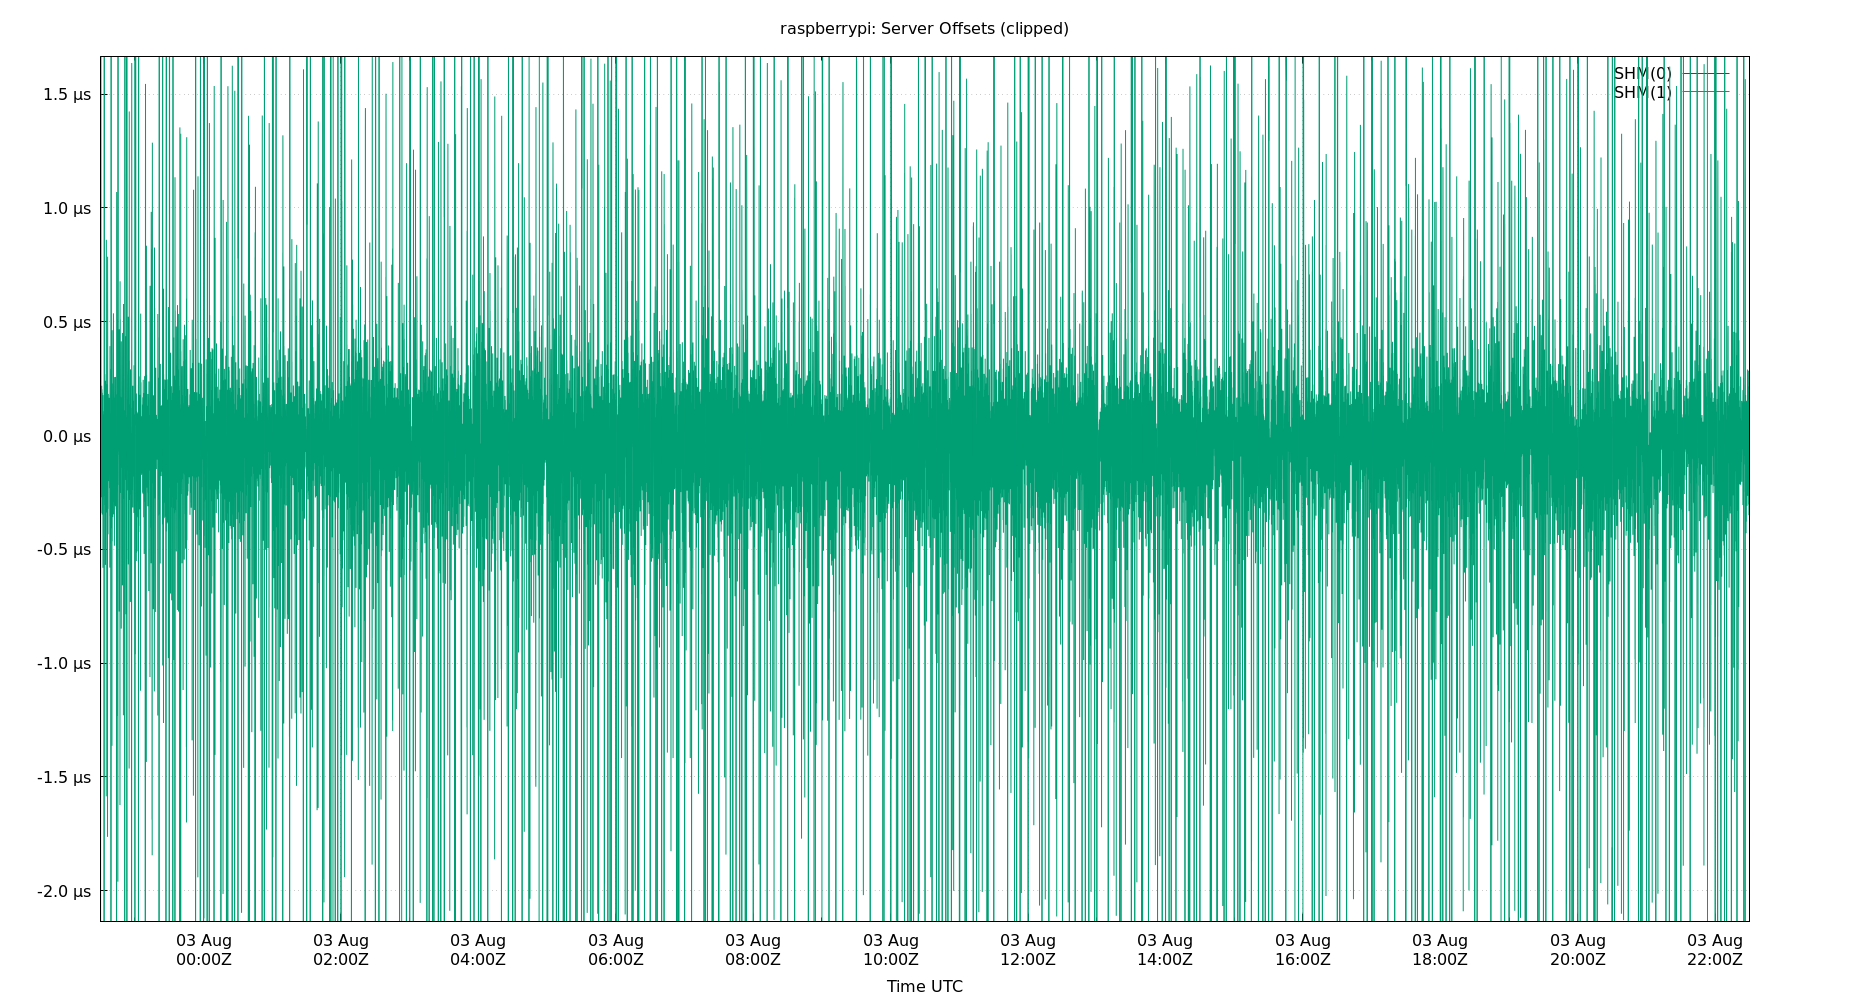 raspberrypi: Server Offsets (clipped)
SHM(0)
SHM(1)
1.5 µs
1.0 µs
0.5 µs
0.0 µs
-0.5 µs
-1.0 µs
-1.5 µs
-2.0 µs
03 Aug 03 Aug 03 Aug 03 Aug 03 Aug 03 Aug 03 Aug 03 Aug 03 Aug 03 Aug 03 Aug 03 Aug
00:00Z 02:00Z 04:00Z 06:00Z 08:00Z 10:00Z 12:00Z 14:00Z 16:00Z 18:00Z 20:00Z 22:00Z
Time UTC